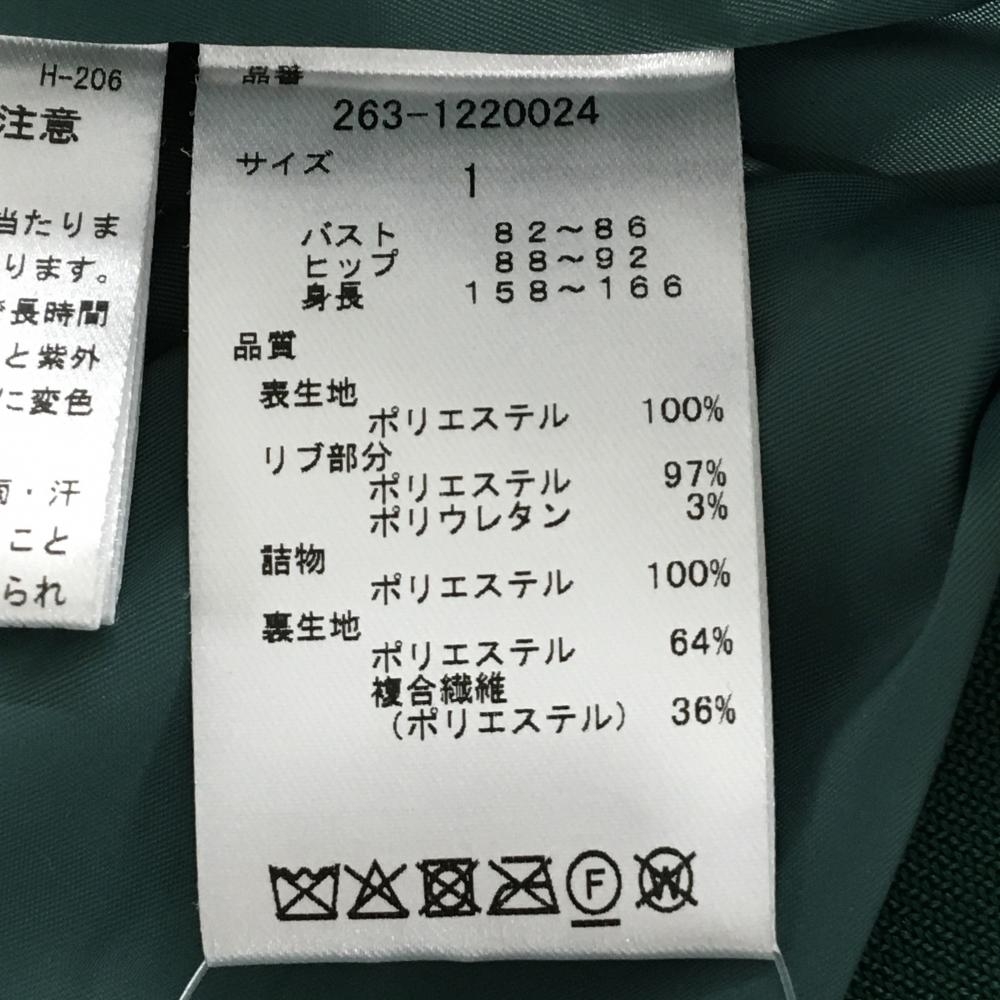 H-206
注意
当たりま
ります。
長時間
と紫外
に変色
・汗
こと
られ
品番
263-1220024
サイズ
1
バスト 82～86
ヒップ 88～92
身長 158～166
品質
表生地
ポリエステル 100%
リブ部分
ポリエステル 97%
ポリウレタン 3%
詰物
ポリエステル 100%
裏生地
ポリエステル 64%
複合繊維
(ポリエステル) 36%
F
W